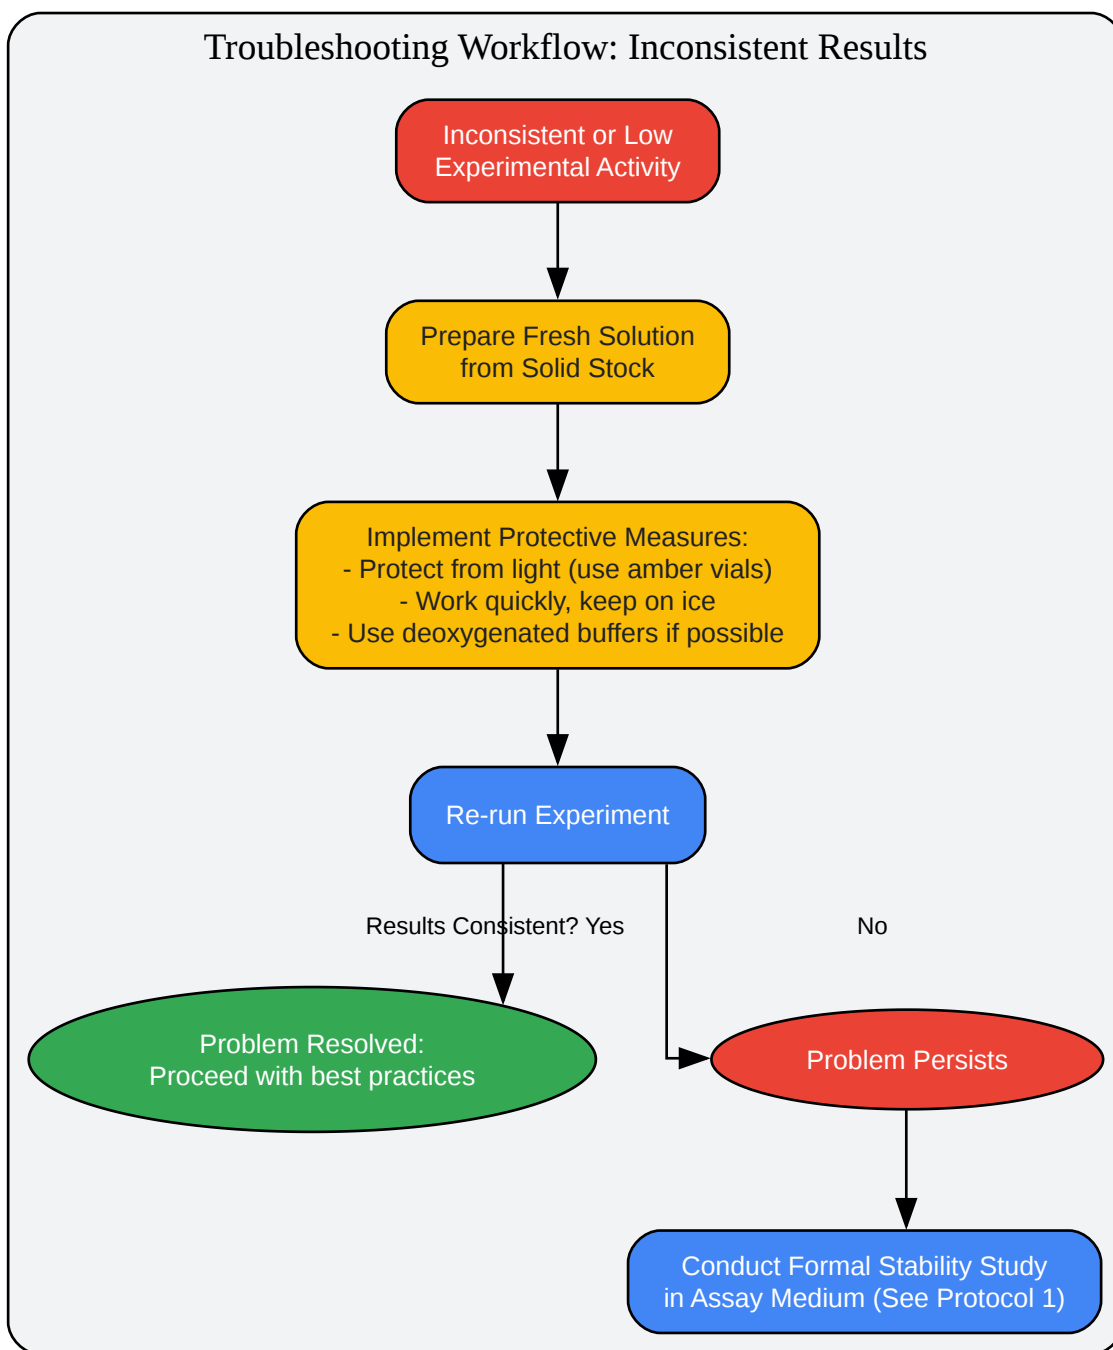 Troubleshooting Workflow: Inconsistent Results
Inconsistent or Low
Experimental Activity
Prepare Fresh Solution
from Solid Stock
Implement Protective Measures:
- Protect from light (use amber vials)
- Work quickly, keep on ice
- Use deoxygenated buffers if possible
Re-run Experiment
Results Consistent? Yes
No
Problem Resolved:
Proceed with best practices
Problem Persists
Conduct Formal Stability Study
in Assay Medium (See Protocol 1)